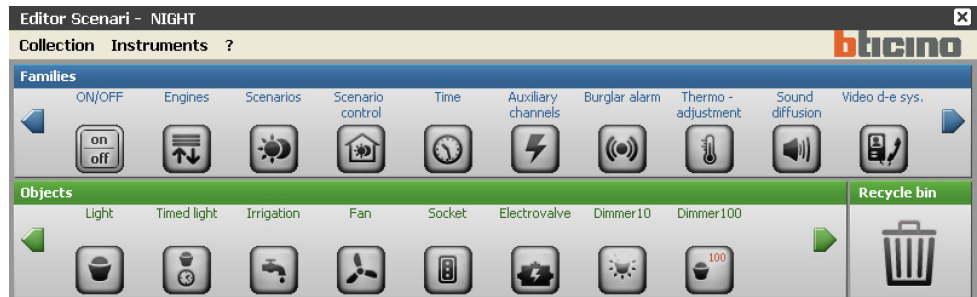 Editor Scenari - NIGHT
Collection Instruments ?
bticino
Families
ON/OFF Engines Scenarios Scenario control Time Auxiliary channels Burglar alarm Thermo - adjustment Sound diffusion Video d-e sys.
on
off
Objects
Recycle bin
Light Timed light Irrigation Fan Socket Electrovalve Dimmer10 Dimmer100
100